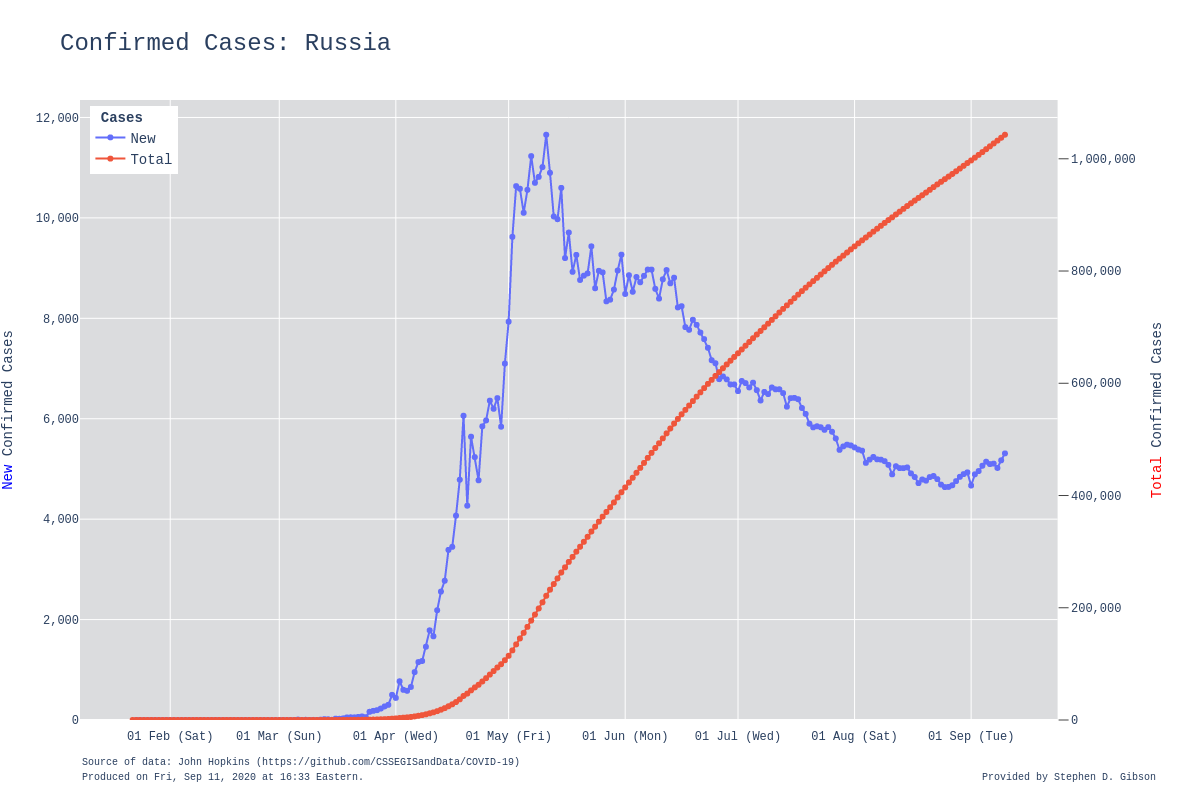 Confirmed Cases: Russia
Cases
New
Total
12,000
10,000
8,000
6,000
4,000
2,000
0
New Confirmed Cases
1,000,000
800,000
600,000
400,000
200,000
0
Total Confirmed Cases
01 Feb (Sat) 01 Mar (Sun) 01 Apr (Wed) 01 May (Fri) 01 Jun (Mon) 01 Jul (Wed) 01 Aug (Sat) 01 Sep (Tue)
Source of data: John Hopkins (https://github.com/CSSEGISandData/COVID-19)
Produced on Fri, Sep 11, 2020 at 16:33 Eastern.
Provided by Stephen D. Gibson